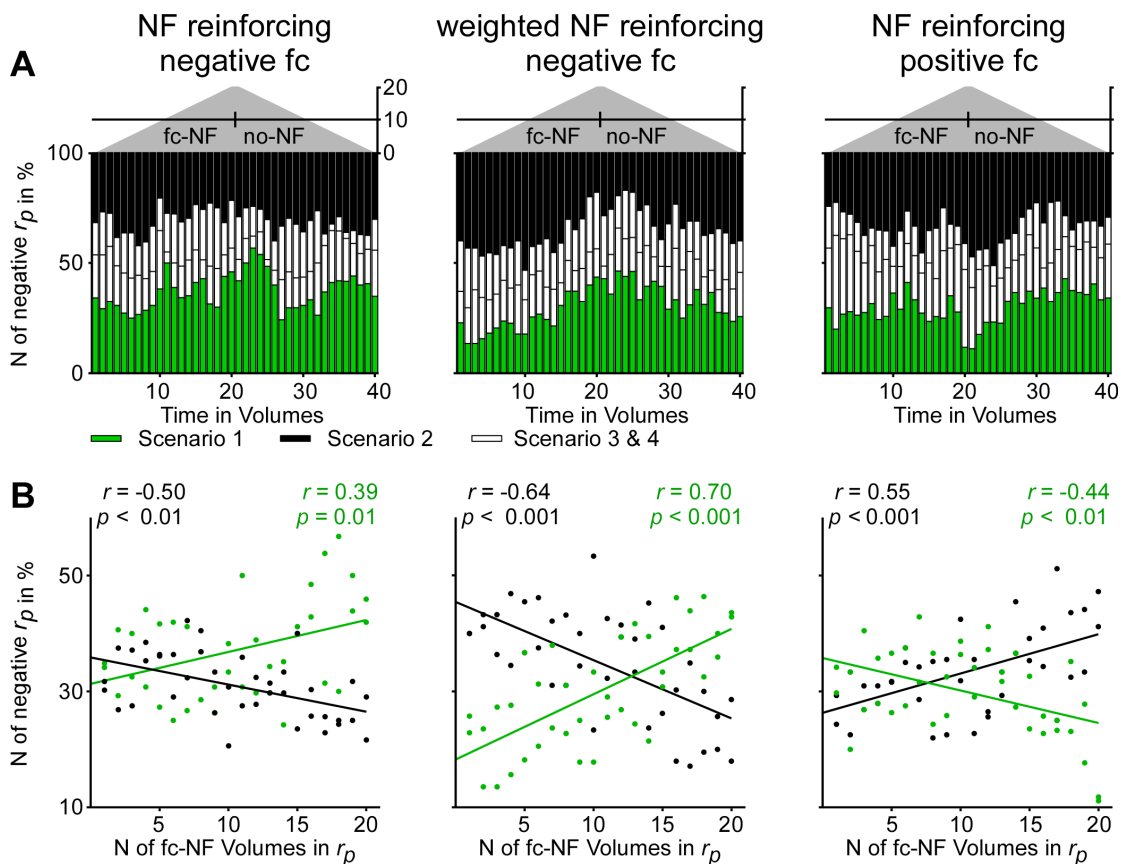 NF reinforcing
negative fc
weighted NF reinforcing
negative fc
NF reinforcing
positive fc
A
20
10
0
fc-NF no-NF
fc-NF no-NF
fc-NF no-NF
N of negative rp in %
100
50
0
10 20 30 40
10 20 30 40
10 20 30 40
Time in Volumes
Time in Volumes
Time in Volumes
Scenario 1 Scenario 2 Scenario 3 & 4
B
r = -0.50 r = 0.39
p < 0.01 p = 0.01
r = -0.64 r = 0.70
p < 0.001 p < 0.001
r = 0.55 r = -0.44
p < 0.001 p < 0.01
N of negative rp in %
50
30
10
5 10 15 20
5 10 15 20
5 10 15 20
N of fc-NF Volumes in rp
N of fc-NF Volumes in rp
N of fc-NF Volumes in rp